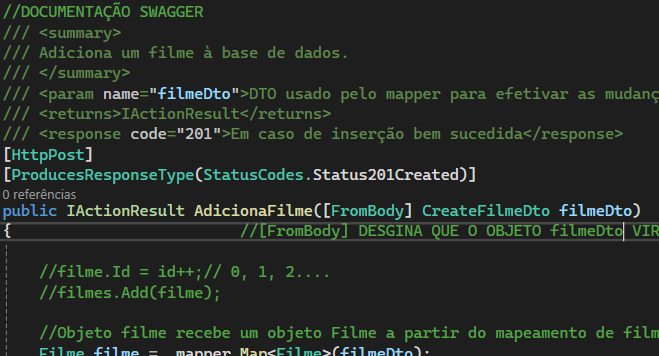 //DOCUMENTAÇÃO SWAGGER
/// <summary>
/// Adiciona um filme à base de dados.
/// </summary>
/// <param name="filmeDto">DTO usado pelo mapper para efetivar as mudanç
/// <returns>IActionResult</returns>
/// <response code="201">Em caso de inserção bem sucedida</response>
[HttpPost]
[ProducesResponseType(StatusCodes.Status201Created)]
0 referências
public IActionResult AdicionaFilme([FromBody] CreateFilmeDto filmeDto)
{ //[FromBody] DESGINA QUE O OBJETO filmeDto VIR
//filme.Id = id++;// 0, 1, 2....
//filmes.Add(filme);
//Objeto filme recebe um objeto Filme a partir do mapeamento de film
Filme filme = _mapper.Map<Filme>(filmeDto);